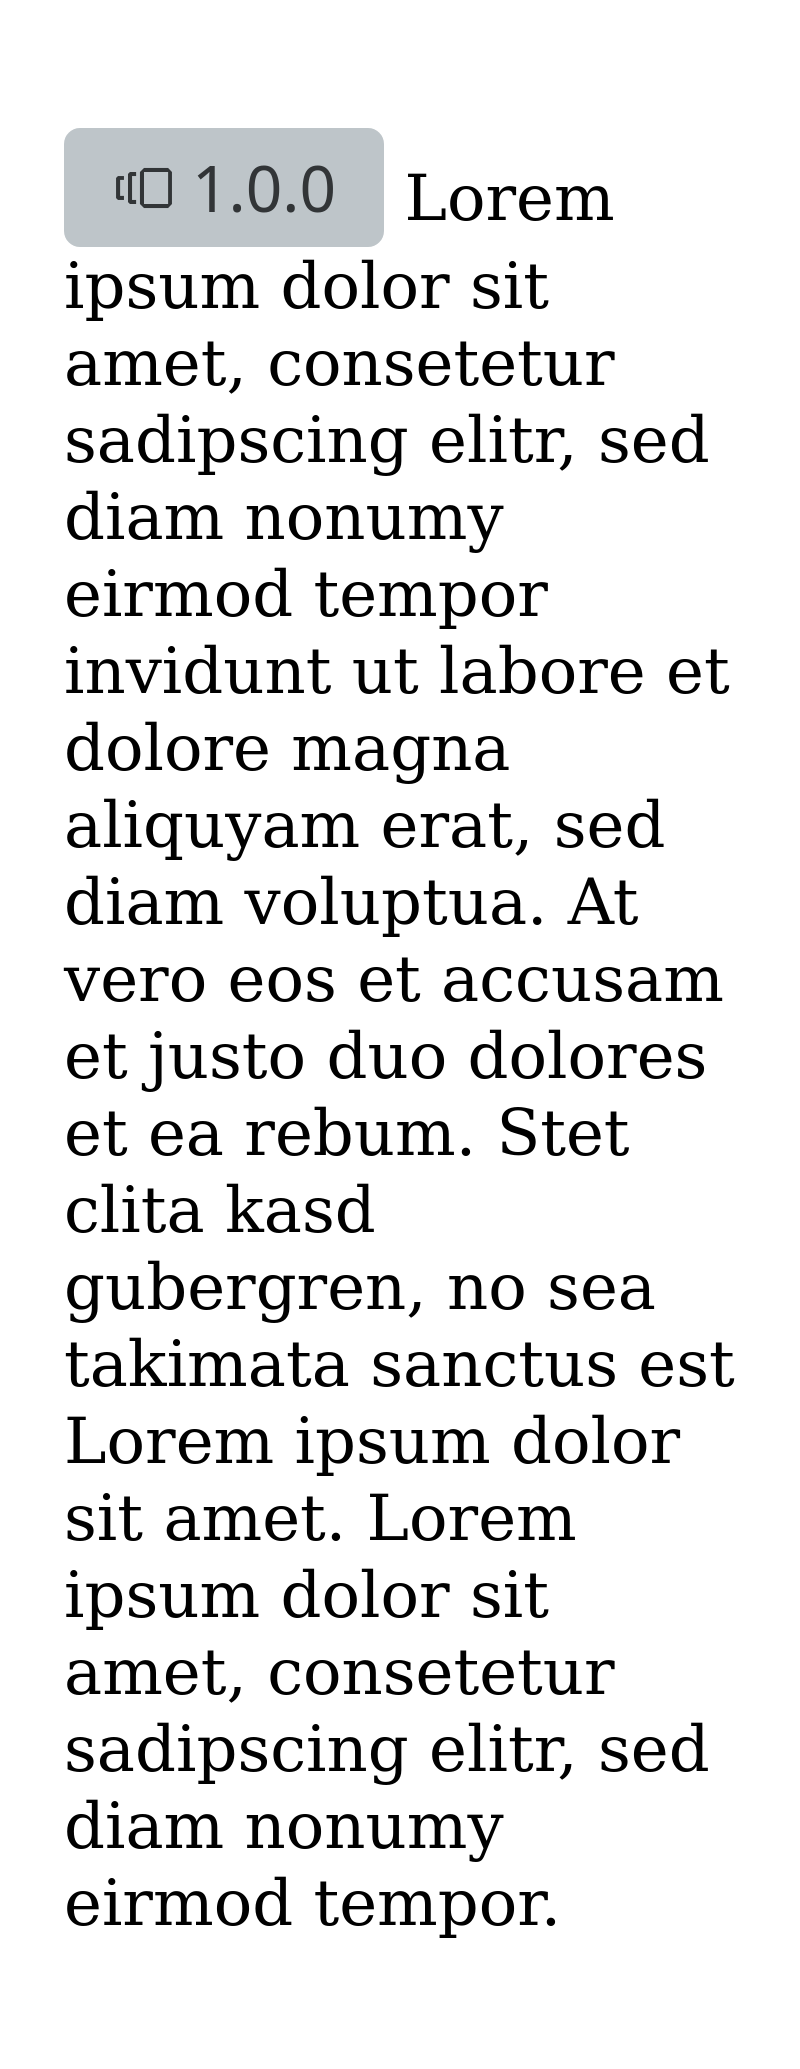 1.0.0 Lorem
ipsum dolor sit
amet, consetetur
sadipscing elitr, sed
diam nonumy
eirmod tempor
invidunt ut labore et
dolore magna
aliquyam erat, sed
diam voluptua. At
vero eos et accusam
et justo duo dolores
et ea rebum. Stet
clita kasd
gubergren, no sea
takimata sanctus est
Lorem ipsum dolor
sit amet. Lorem
ipsum dolor sit
amet, consetetur
sadipscing elitr, sed
diam nonumy
eirmod tempor.